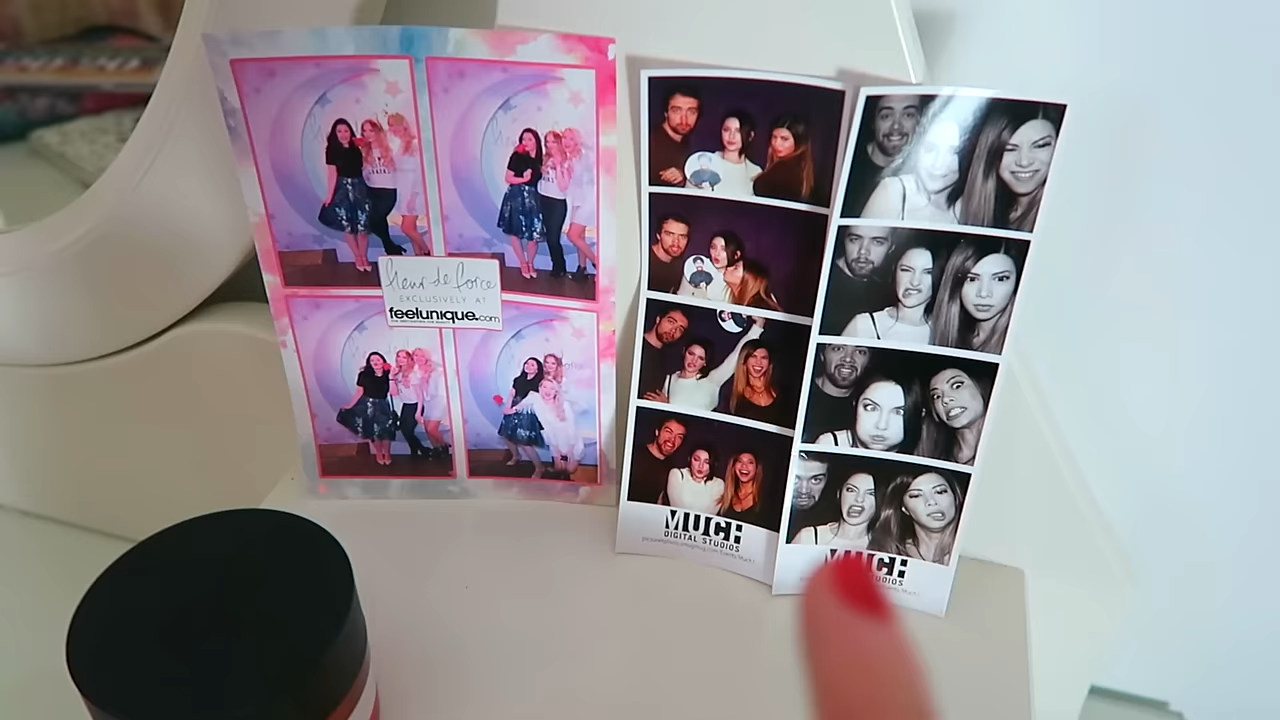 fleur de force
EXCLUSIVELY AT
feelunique.com
MUCH
DIGITAL STUDIOS
MUCH
STUDIOS